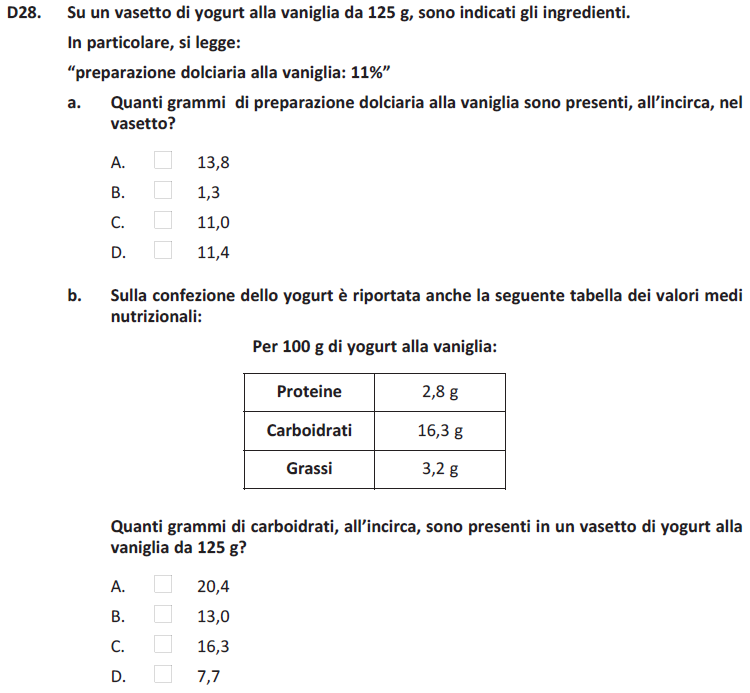 D28. Su un vasetto di yogurt alla vaniglia da 125 g, sono indicati gli ingredienti.
In particolare, si legge:
“preparazione dolciaria alla vaniglia: 11%”
a. Quanti grammi di preparazione dolciaria alla vaniglia sono presenti, all’incirca, nel
vasetto?
A. 13,8
B. 1,3
C. 11,0
D. 11,4
b. Sulla confezione dello yogurt è riportata anche la seguente tabella dei valori medi
nutrizionali:
Per 100 g di yogurt alla vaniglia:
Proteine 2,8 g
Carboidrati 16,3 g
Grassi 3,2 g
Quanti grammi di carboidrati, all’incirca, sono presenti in un vasetto di yogurt alla
vaniglia da 125 g?
A. 20,4
B. 13,0
C. 16,3
D. 7,7